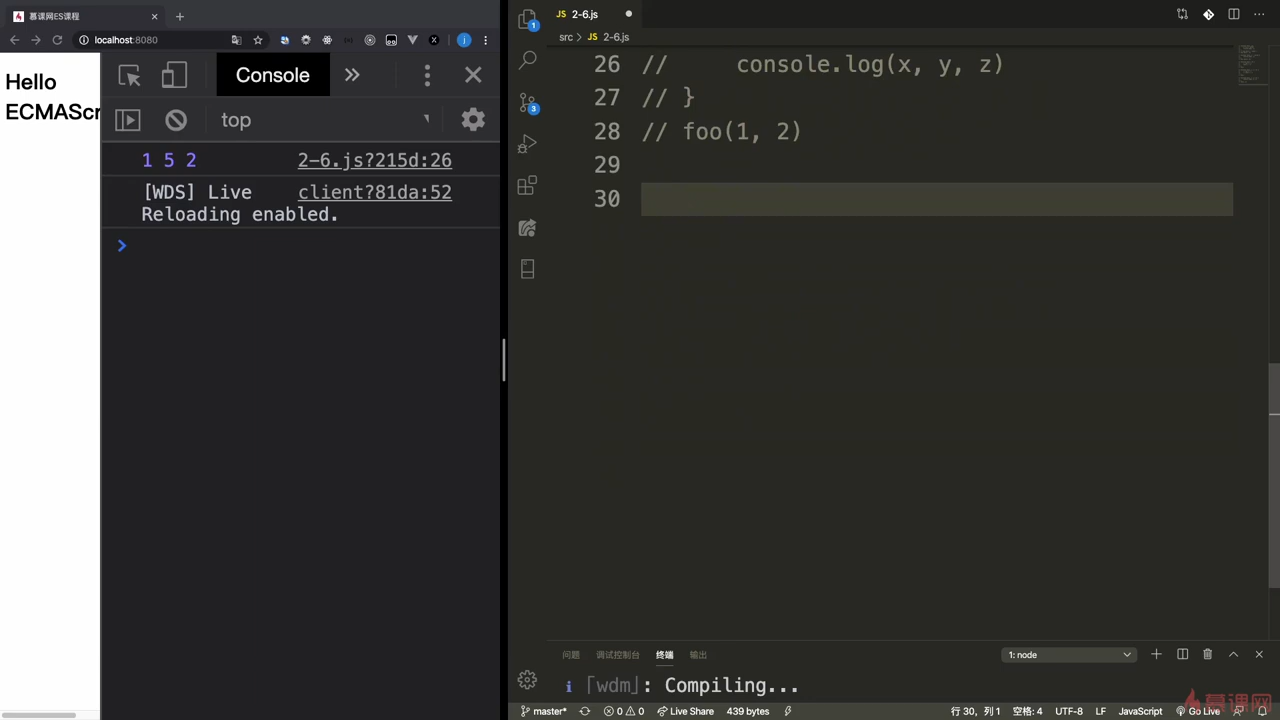 慕课网ES课程
localhost:8080
Hello
ECMAScr
Console
top
1 5 2 2-6.js?215d:26
[WDS] Live client?81da:52
Reloading enabled.
2-6.js
src > JS 2-6.js
26 //     console.log(x, y, z)
27 // }
28 // foo(1, 2)
29
30
问题 调试控制台 终端 输出
1: node
i ｢wdm｣: Compiling...
master* 0 0 Live Share 439 bytes 行 30, 列 1 空格: 4 UTF-8 LF JavaScript Go Live
慕课网